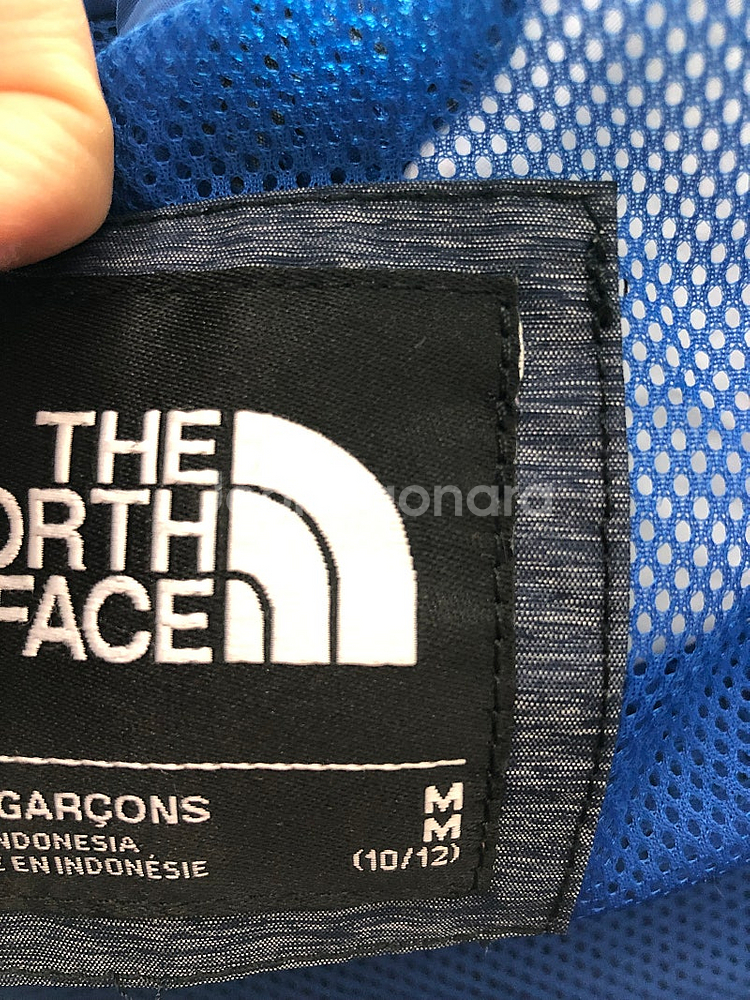 THE
ORTH
FACE
GARÇONS
NDONESIA
E EN INDONÉSIE
M
M
(10/12)